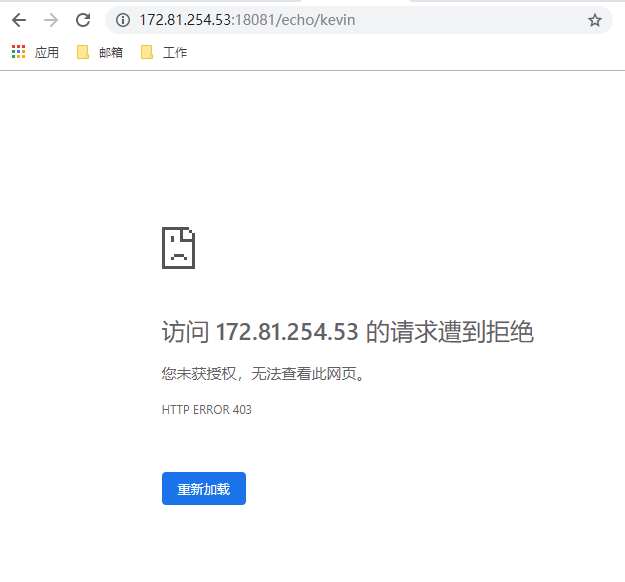 172.81.254.53:18081/echo/kevin
应用 邮箱 工作
访问 172.81.254.53 的请求遭到拒绝
您未获授权，无法查看此网页。
HTTP ERROR 403
重新加载